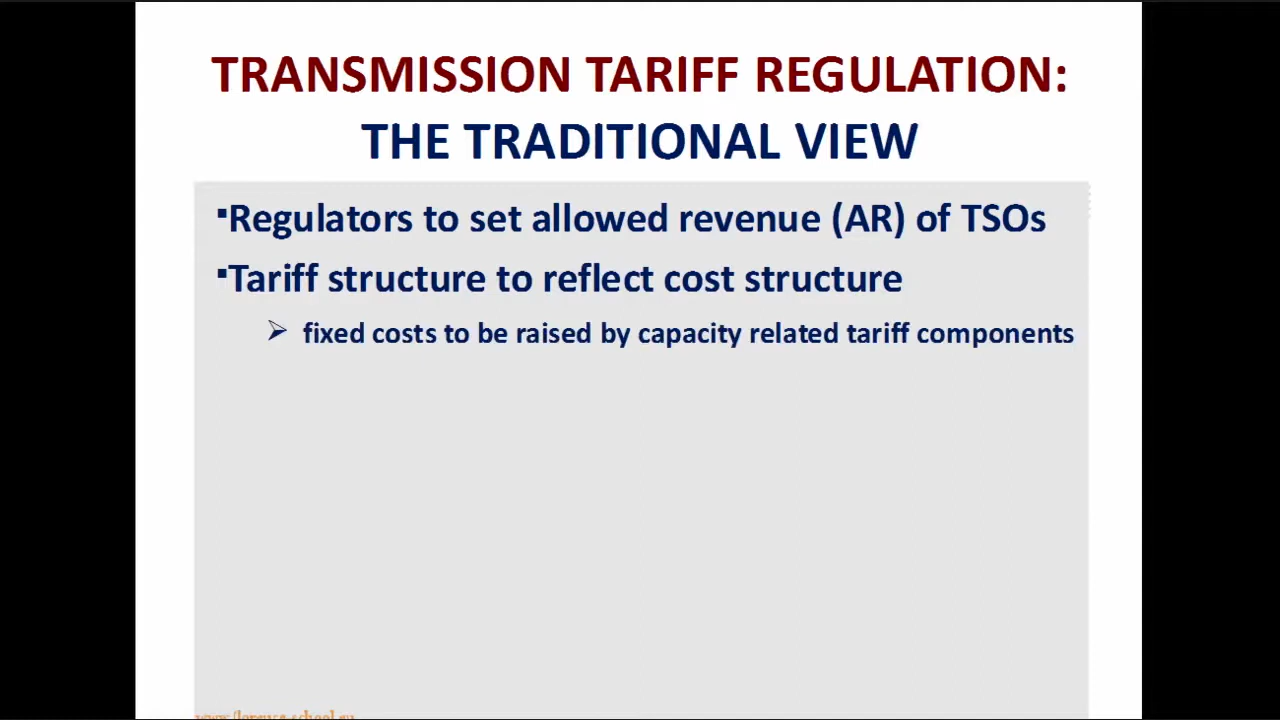 TRANSMISSION TARIFF REGULATION:
THE TRADITIONAL VIEW
▪Regulators to set allowed revenue (AR) of TSOs
▪Tariff structure to reflect cost structure
➢ fixed costs to be raised by capacity related tariff components